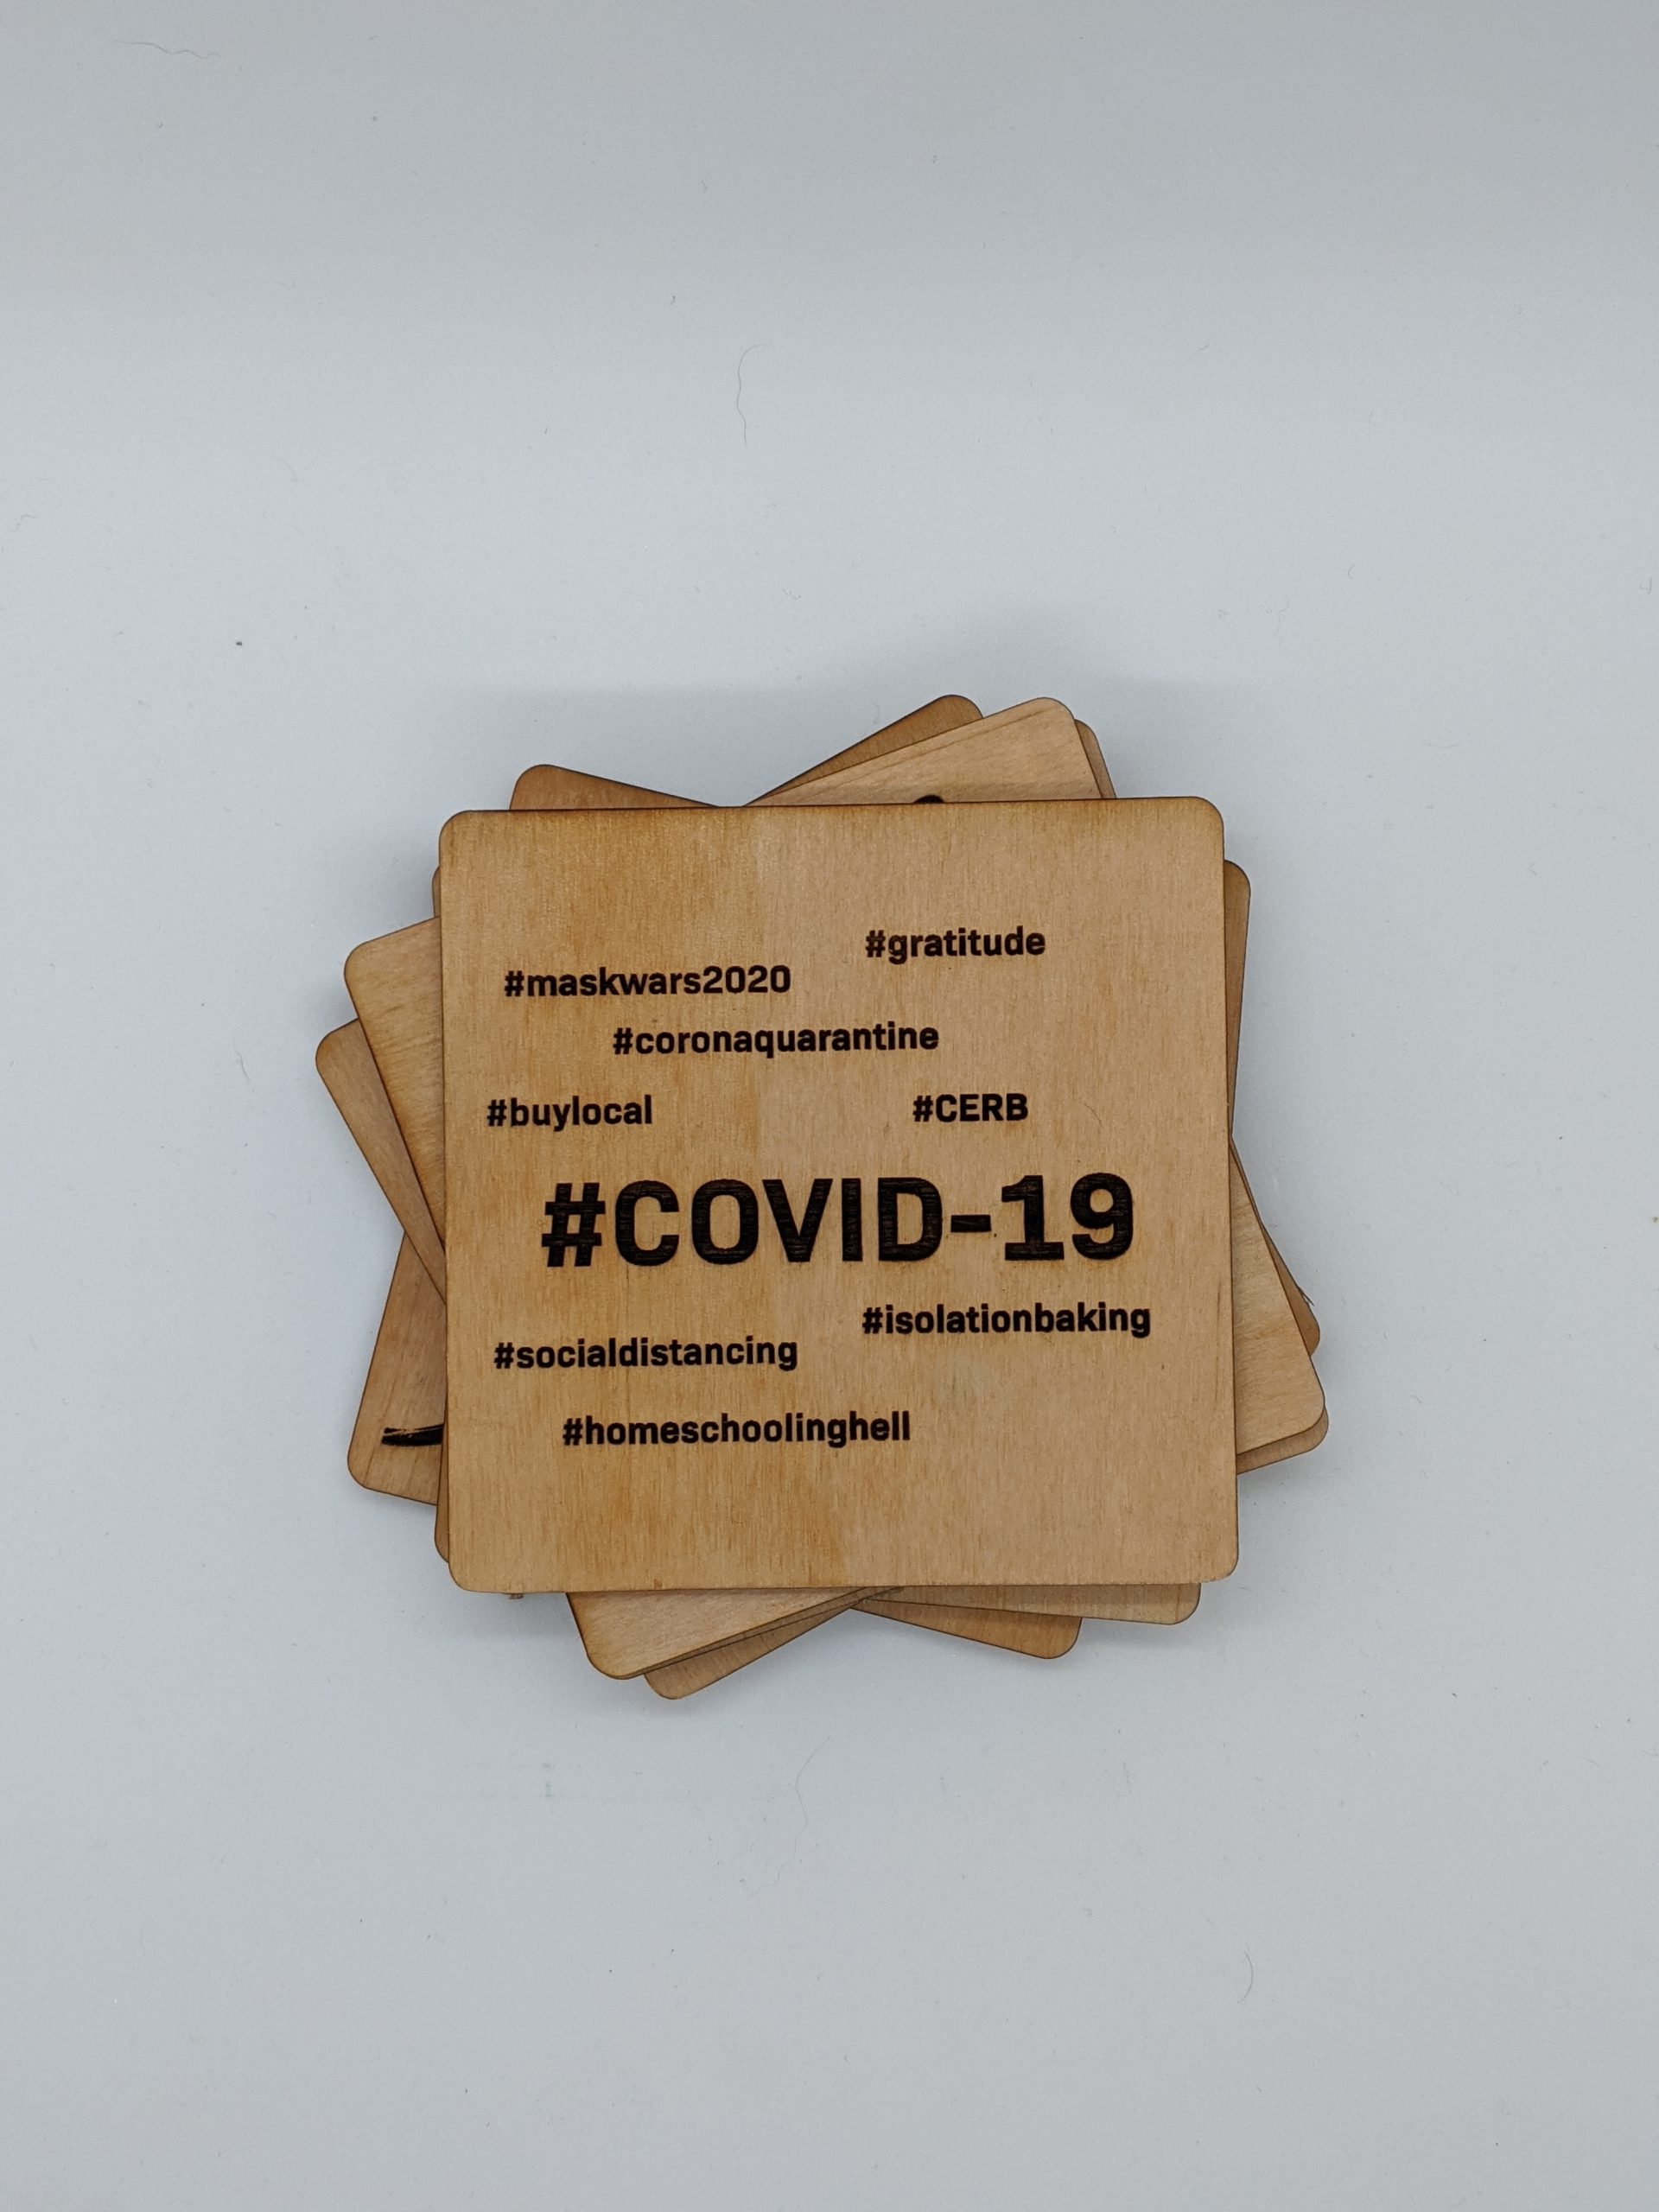 #gratitude
#maskwars2020
#coronaquarantine
#buylocal
#CERB
#COVID-19
#isolationbaking
#socialdistancing
#homeschoolinghell